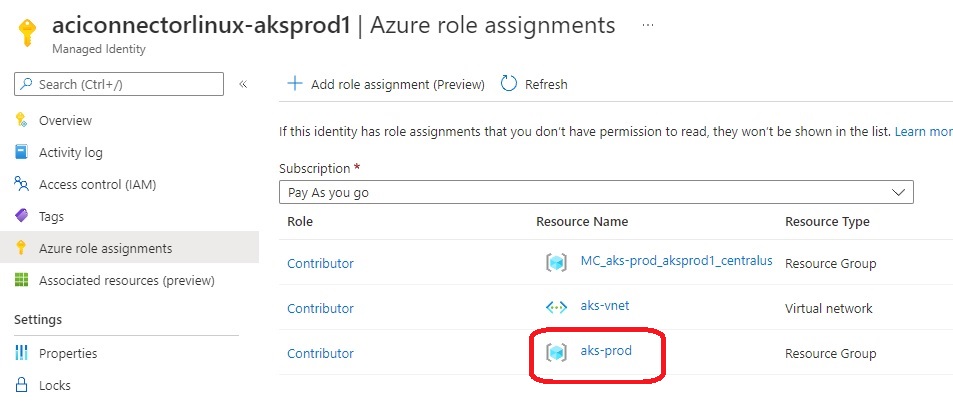 aciconnectorlinux-aksprod1 | Azure role assignments ...
Managed Identity
Search (Ctrl+/)
«
Add role assignment (Preview)
Refresh
Overview
Activity log
Access control (IAM)
Tags
Azure role assignments
Associated resources (preview)
Settings
Properties
Locks
If this identity has role assignments that you don't have permission to read, they won't be shown in the list. Learn mor
Subscription *
Pay As you go
Role Resource Name Resource Type
Contributor MC_aks-prod_aksprod1_centralus Resource Group
Contributor aks-vnet Virtual network
Contributor aks-prod Resource Group